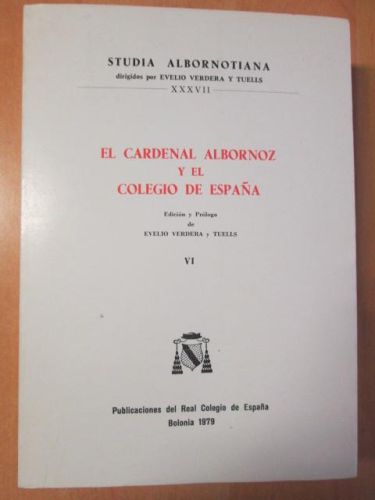 STUDIA ALBORNOTIANA
dirigidos por EVELIO VERDERA Y TUELLS
XXXVII
EL CARDENAL ALBORNOZ
Y EL
COLEGIO DE ESPAÑA
Edición y Prólogo
de
EVELIO VERDERA y TUELLS
VI
Publicaciones del Real Colegio de España
Bolonia 1979